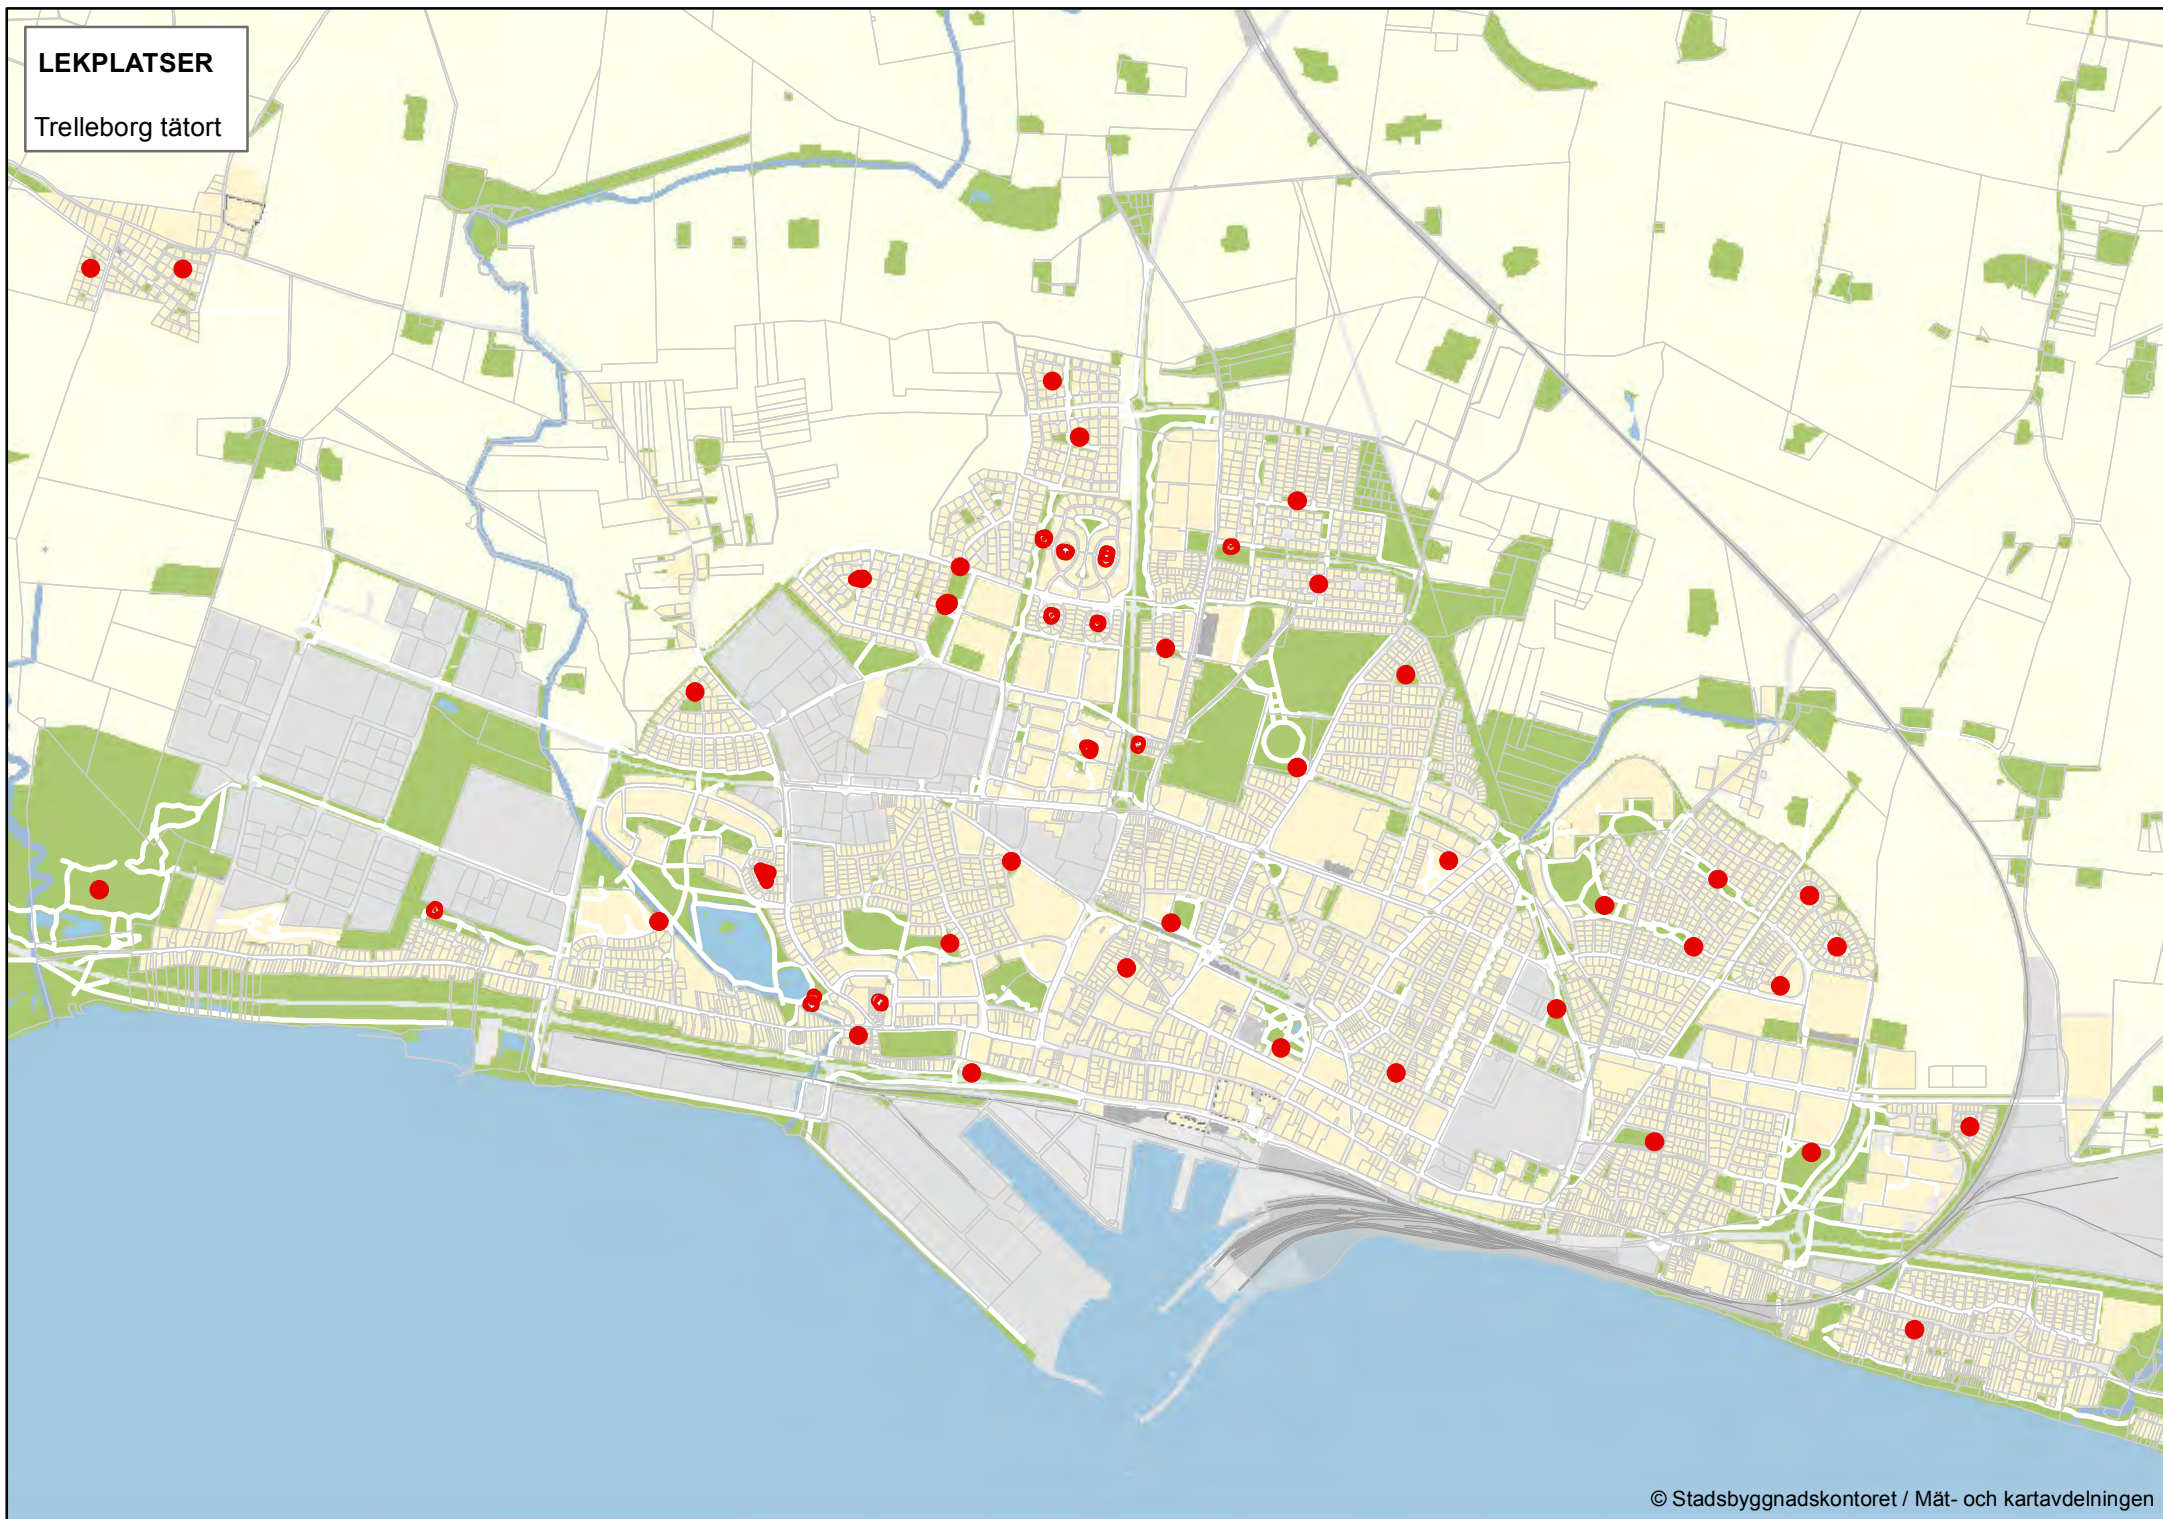 LEKPLATSER
Trelleborg tätort
© Stadsbyggnadskontoret / Mät- och kartavdelningen